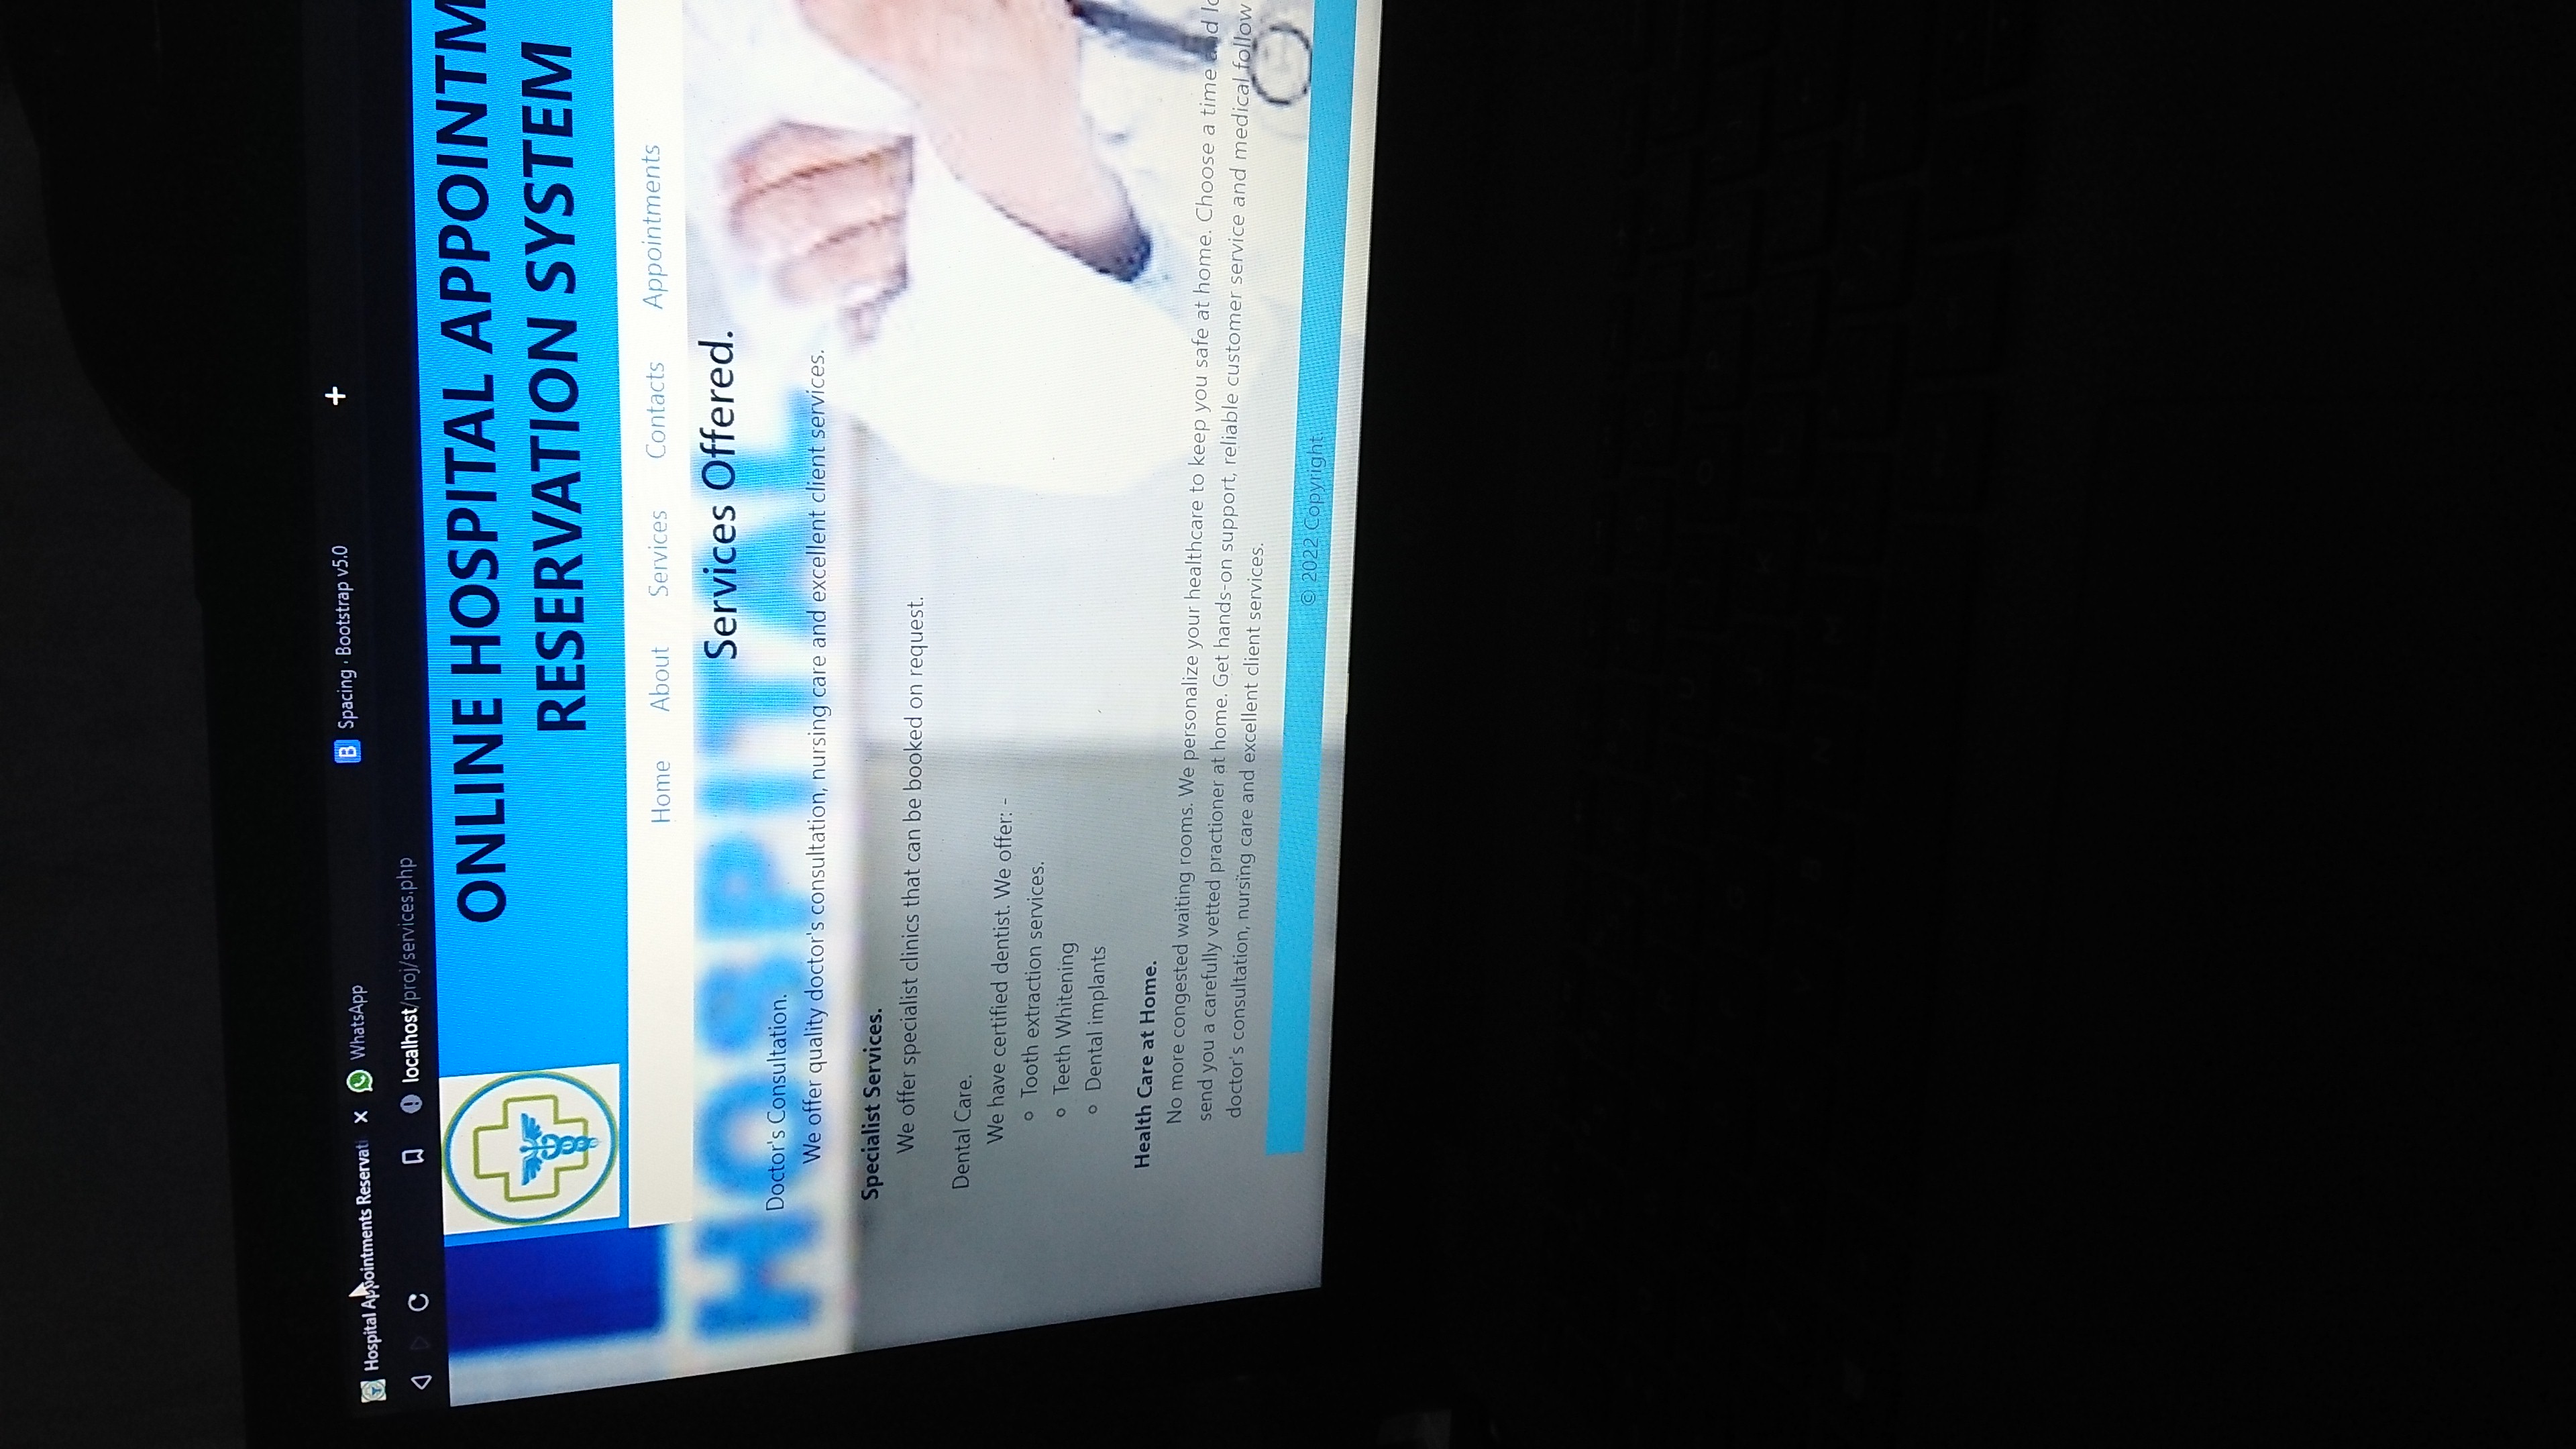 Hospital Appointments Reservati
WhatsApp
Spacing · Bootstrap v5.0
localhost/proj/services.php
ONLINE HOSPITAL APPOINTM
RESERVATION SYSTEM
Home About Services Contacts Appointments
HOSPITAL
Services Offered.
Doctor's Consultation.
We offer quality doctor's consultation, nursing care and excellent client services.
Specialist Services.
We offer specialist clinics that can be booked on request.
Dental Care.
We have certified dentist. We offer: -
Tooth extraction services.
Teeth Whitening
Dental implants
Health Care at Home.
No more congested waiting rooms. We personalize your healthcare to keep you safe at home. Choose a time and
send you a carefully vetted practioner at home. Get hands-on support, reliable customer service and medical follow
doctor's consultation, nursing care and excellent client services.
© 2022 Copyright.